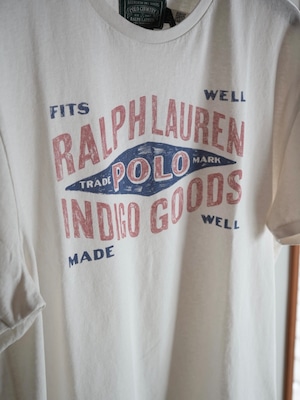 FITS WELL
RALPH LAUREN
TRADE POLO MARK
INDIGO GOODS
MADE WELL